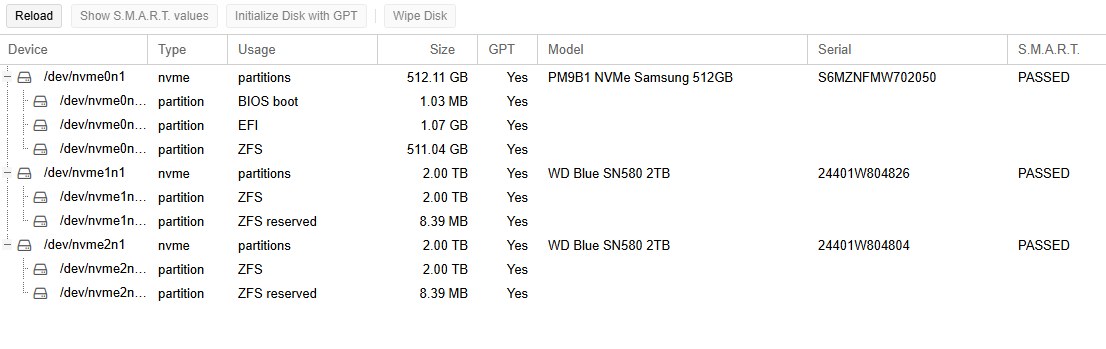 Reload Show S.M.A.R.T. values Initialize Disk with GPT Wipe Disk
Device Type Usage Size GPT Model Serial S.M.A.R.T.
/dev/nvme0n1 nvme partitions 512.11 GB Yes PM9B1 NVMe Samsung 512GB S6MZNFMW702050 PASSED
/dev/nvme0n... partition BIOS boot 1.03 MB Yes
/dev/nvme0n... partition EFI 1.07 GB Yes
/dev/nvme0n... partition ZFS 511.04 GB Yes
/dev/nvme1n1 nvme partitions 2.00 TB Yes WD Blue SN580 2TB 24401W804826 PASSED
/dev/nvme1n... partition ZFS 2.00 TB Yes
/dev/nvme1n... partition ZFS reserved 8.39 MB Yes
/dev/nvme2n1 nvme partitions 2.00 TB Yes WD Blue SN580 2TB 24401W804804 PASSED
/dev/nvme2n... partition ZFS 2.00 TB Yes
/dev/nvme2n... partition ZFS reserved 8.39 MB Yes